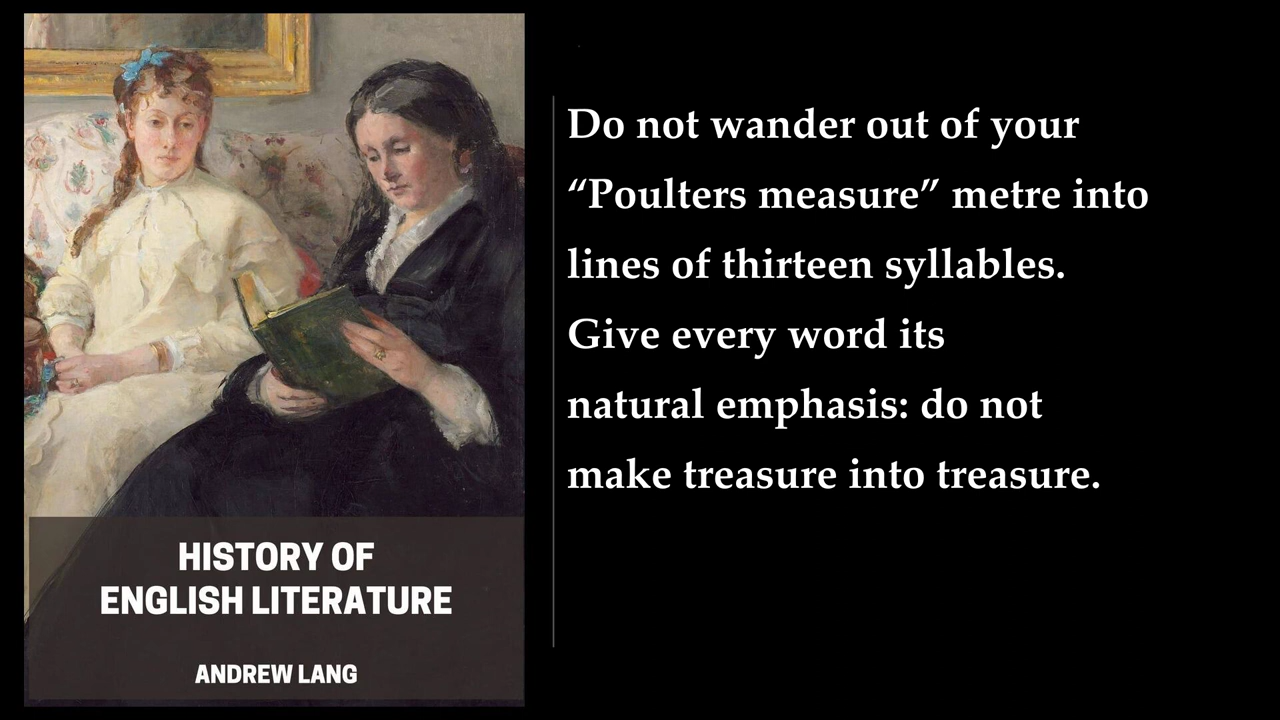 HISTORY OF
ENGLISH LITERATURE
ANDREW LANG
Do not wander out of your
“Poulters measure” metre into
lines of thirteen syllables.
Give every word its
natural emphasis: do not
make treasure into treasure.